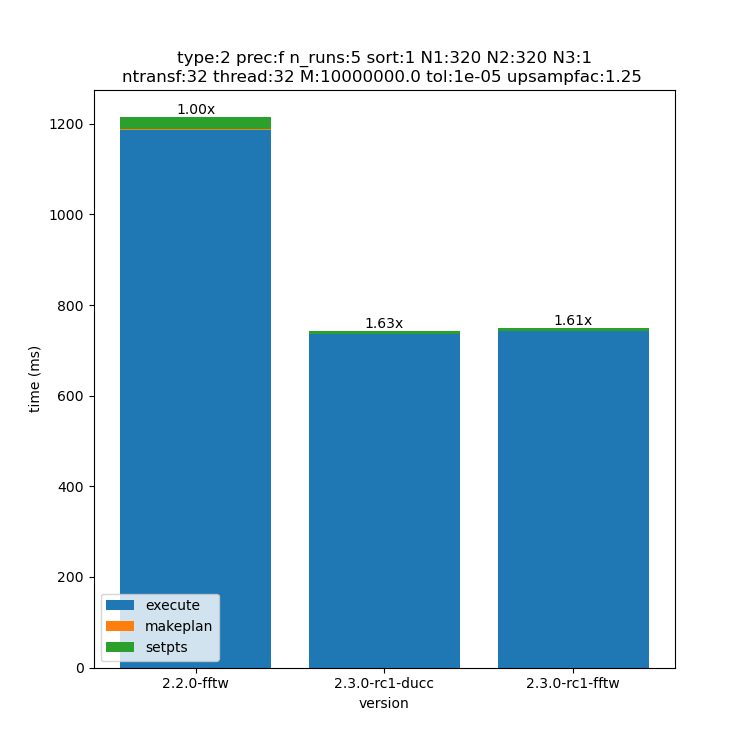 type:2 prec:f n_runs:5 sort:1 N1:320 N2:320 N3:1
ntransf:32 thread:32 M:10000000.0 tol:1e-05 upsampfac:1.25
1.00x
1.63x
1.61x
1200
1000
800
600
400
200
0
time (ms)
execute
makeplan
setpts
2.2.0-fftw
2.3.0-rc1-ducc
2.3.0-rc1-fftw
version